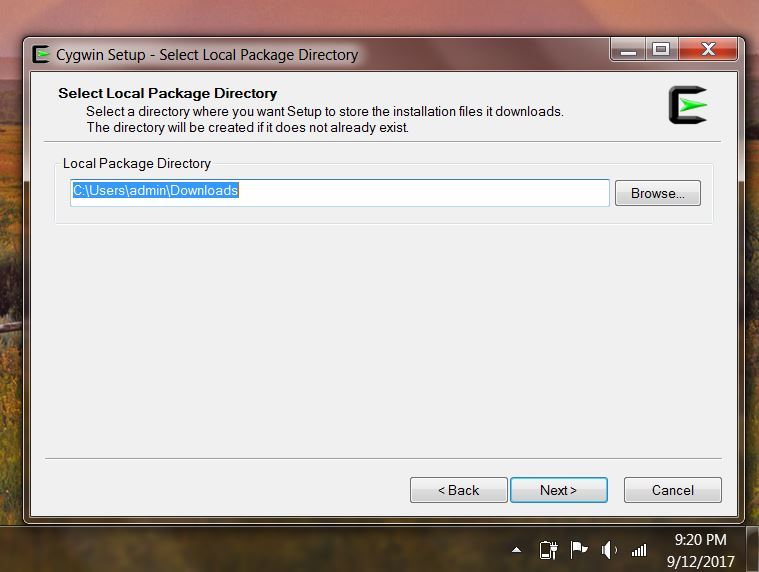 Cygwin Setup - Select Local Package Directory
Select Local Package Directory
Select a directory where you want Setup to store the installation files it downloads.
The directory will be created if it does not already exist.
Local Package Directory
C:\Users\admin\Downloads
Browse...
< Back
Next >
Cancel
9:20 PM
9/12/2017